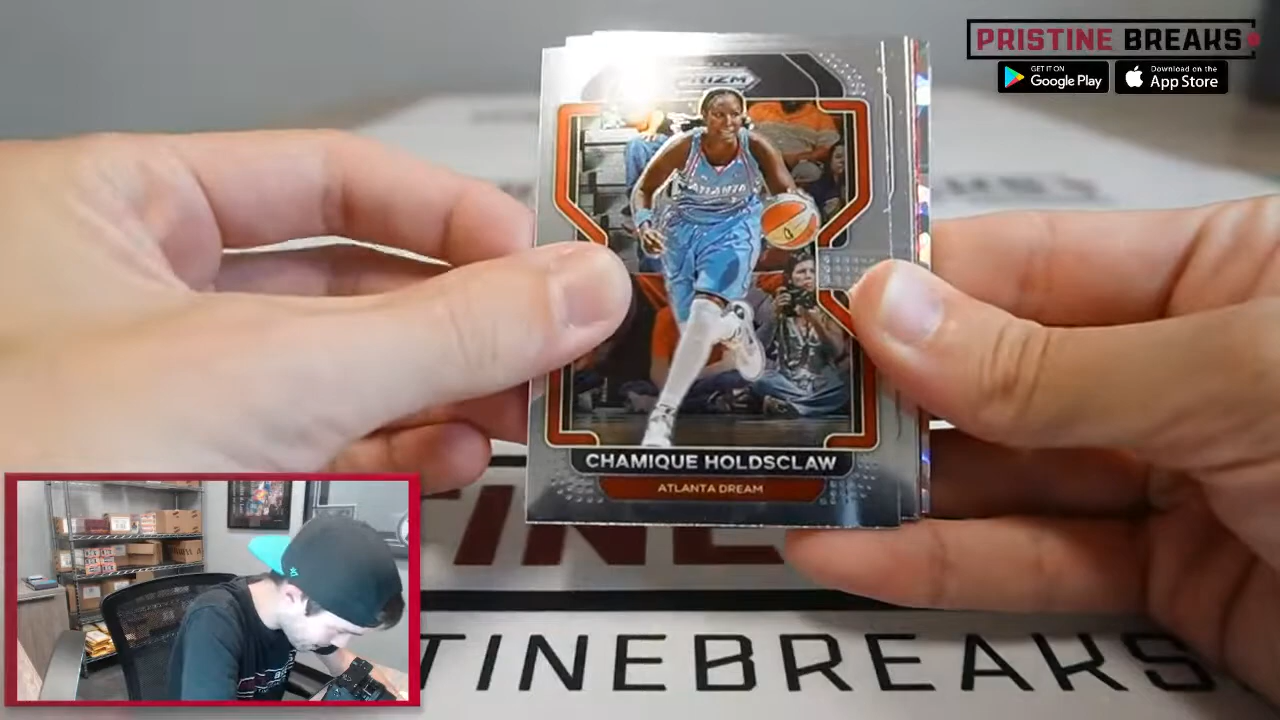 PRISTINE BREAKS
GET IT ON
Google Play
Download on the
App Store
PRIZM
ATLANTA
CHAMIQUE HOLDSCLAW
ATLANTA DREAM
TINEBREAKS